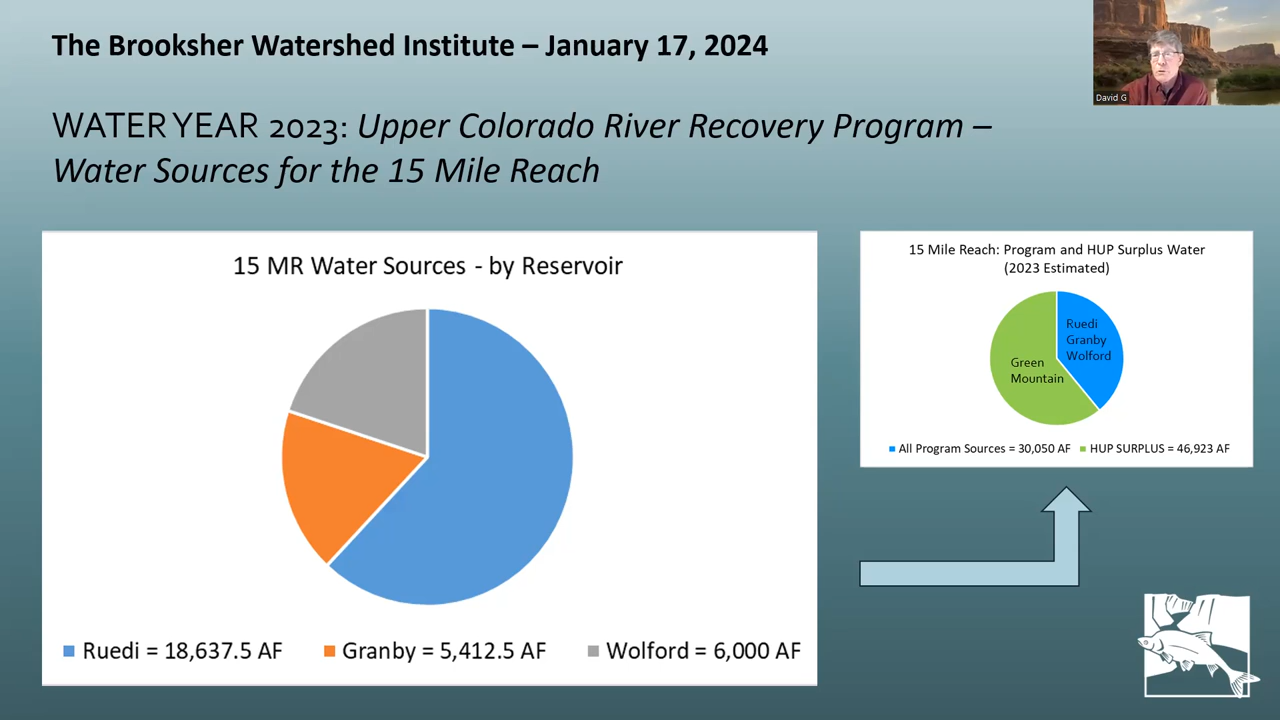 The Brooksher Watershed Institute – January 17, 2024
David G
WATER YEAR 2023: Upper Colorado River Recovery Program –
Water Sources for the 15 Mile Reach
15 MR Water Sources - by Reservoir
Ruedi = 18,637.5 AF Granby = 5,412.5 AF Wolford = 6,000 AF
15 Mile Reach: Program and HUP Surplus Water
(2023 Estimated)
Ruedi
Granby
Wolford
Green
Mountain
All Program Sources = 30,050 AF HUP SURPLUS = 46,923 AF